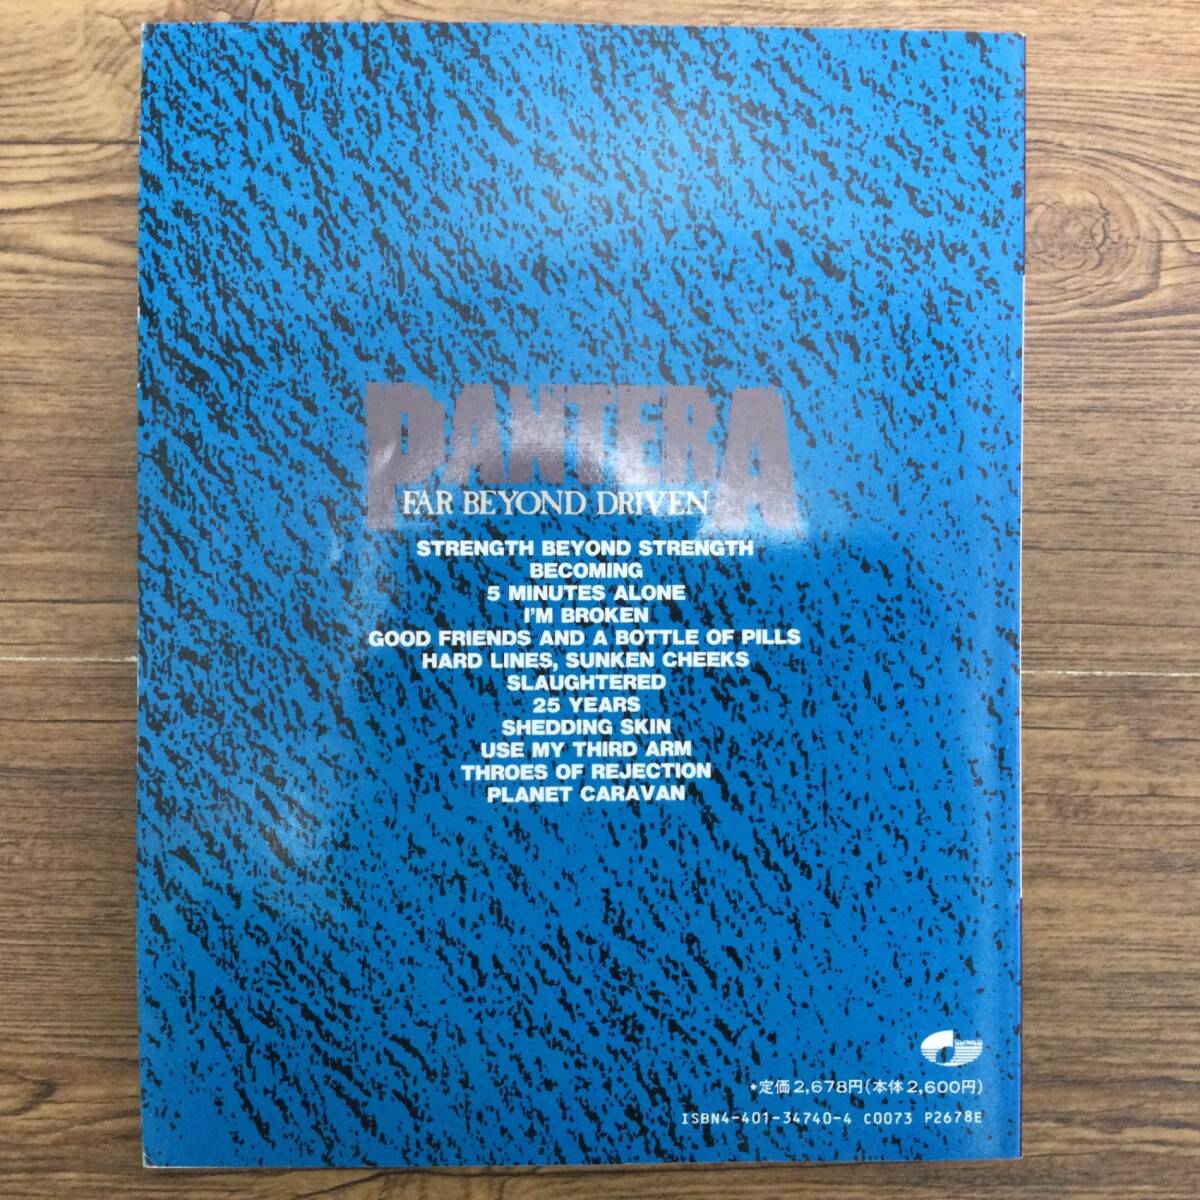 PANTERA
FAR BEYOND DRIVEN
STRENGTH BEYOND STRENGTH
BECOMING
5 MINUTES ALONE
I'M BROKEN
GOOD FRIENDS AND A BOTTLE OF PILLS
HARD LINES, SUNKEN CHEEKS
SLAUGHTERED
25 YEARS
SHEDDING SKIN
USE MY THIRD ARM
THROES OF REJECTION
PLANET CARAVAN
*定価2,678円(本体2,600円)
ISBN4-401-34740-4 C0073 P2678E